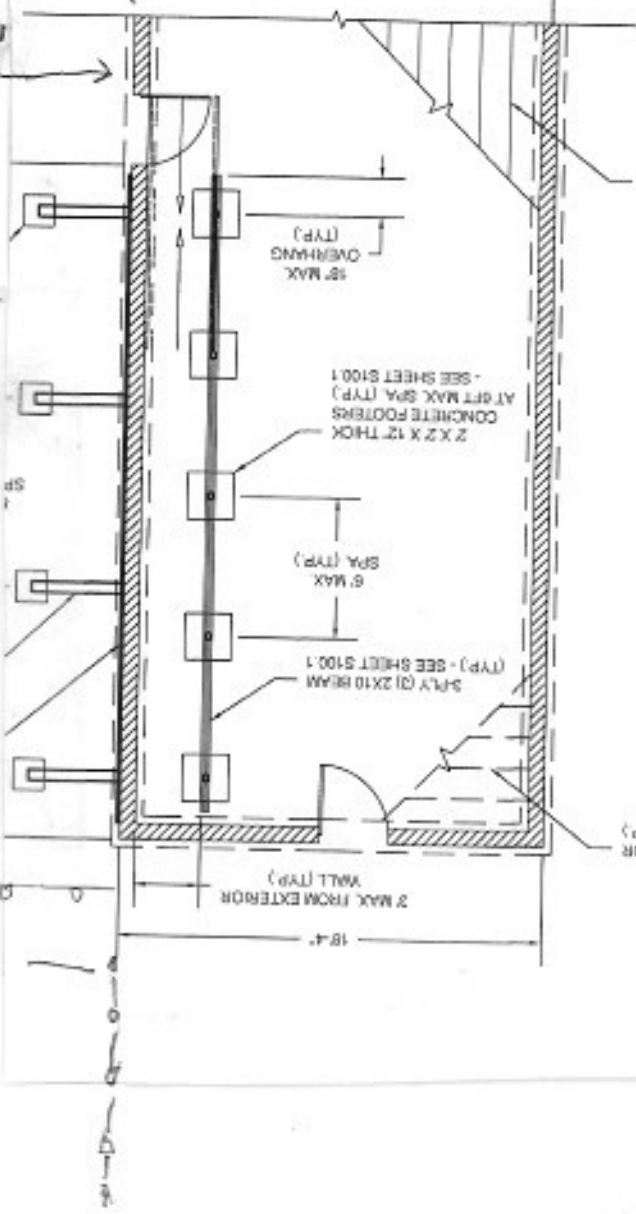 18'-4"
3' MAX. FROM EXTERIOR
WALL (TYP.)
OR
3-PLY (3) 2X10 BEAM
(TYP.) - SEE SHEET S100.1
6' MAX.
SPA. (TYP.)
2' X 2' X 12" THICK
CONCRETE FOOTERS
AT 6FT MAX. SPA. (TYP.)
- SEE SHEET S100.1
18" MAX.
OVERHANG
(TYP.)